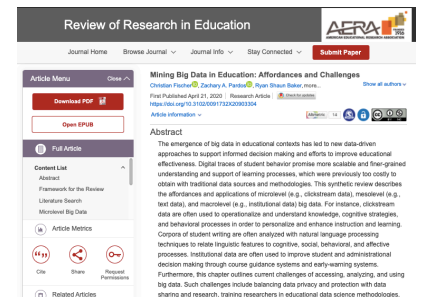 Review of Research in Education
AERA
AMERICAN EDUCATIONAL RESEARCH ASSOCIATION
Journal Home
Browse Journal
Journal Info
Stay Connected
Submit Paper
Article Menu
Close
Download PDF
Open EPUB
Full Article
Content List
Abstract
Framework for the Review
Literature Search
Microlevel Big Data
Article Metrics
Cite
Share
Request
Permissions
Related Articles
Mining Big Data in Education: Affordances and Challenges
Christian Fischer, Zachary A. Pardos, Ryan Shaun Baker, more...
Show all authors
First Published April 21, 2020 | Research Article | Check for updates
https://doi.org/10.3102/0091732X20903304
Article information
Abstract
The emergence of big data in educational contexts has led to new data-driven
approaches to support informed decision making and efforts to improve educational
effectiveness. Digital traces of student behavior promise more scalable and finer-grained
understanding and support of learning processes, which were previously too costly to
obtain with traditional data sources and methodologies. This synthetic review describes
the affordances and applications of microlevel (e.g., clickstream data), mesolevel (e.g.,
text data), and macrolevel (e.g., institutional data) big data. For instance, clickstream
data are often used to operationalize and understand knowledge, cognitive strategies,
and behavioral processes in order to personalize and enhance instruction and learning.
Corpora of student writing are often analyzed with natural language processing
techniques to relate linguistic features to cognitive, social, behavioral, and affective
processes. Institutional data are often used to improve student and administrational
decision making through course guidance systems and early-warning systems.
Furthermore, this chapter outlines current challenges of accessing, analyzing, and using
big data. Such challenges include balancing data privacy and protection with data
sharing and research, training researchers in educational data science methodologies,